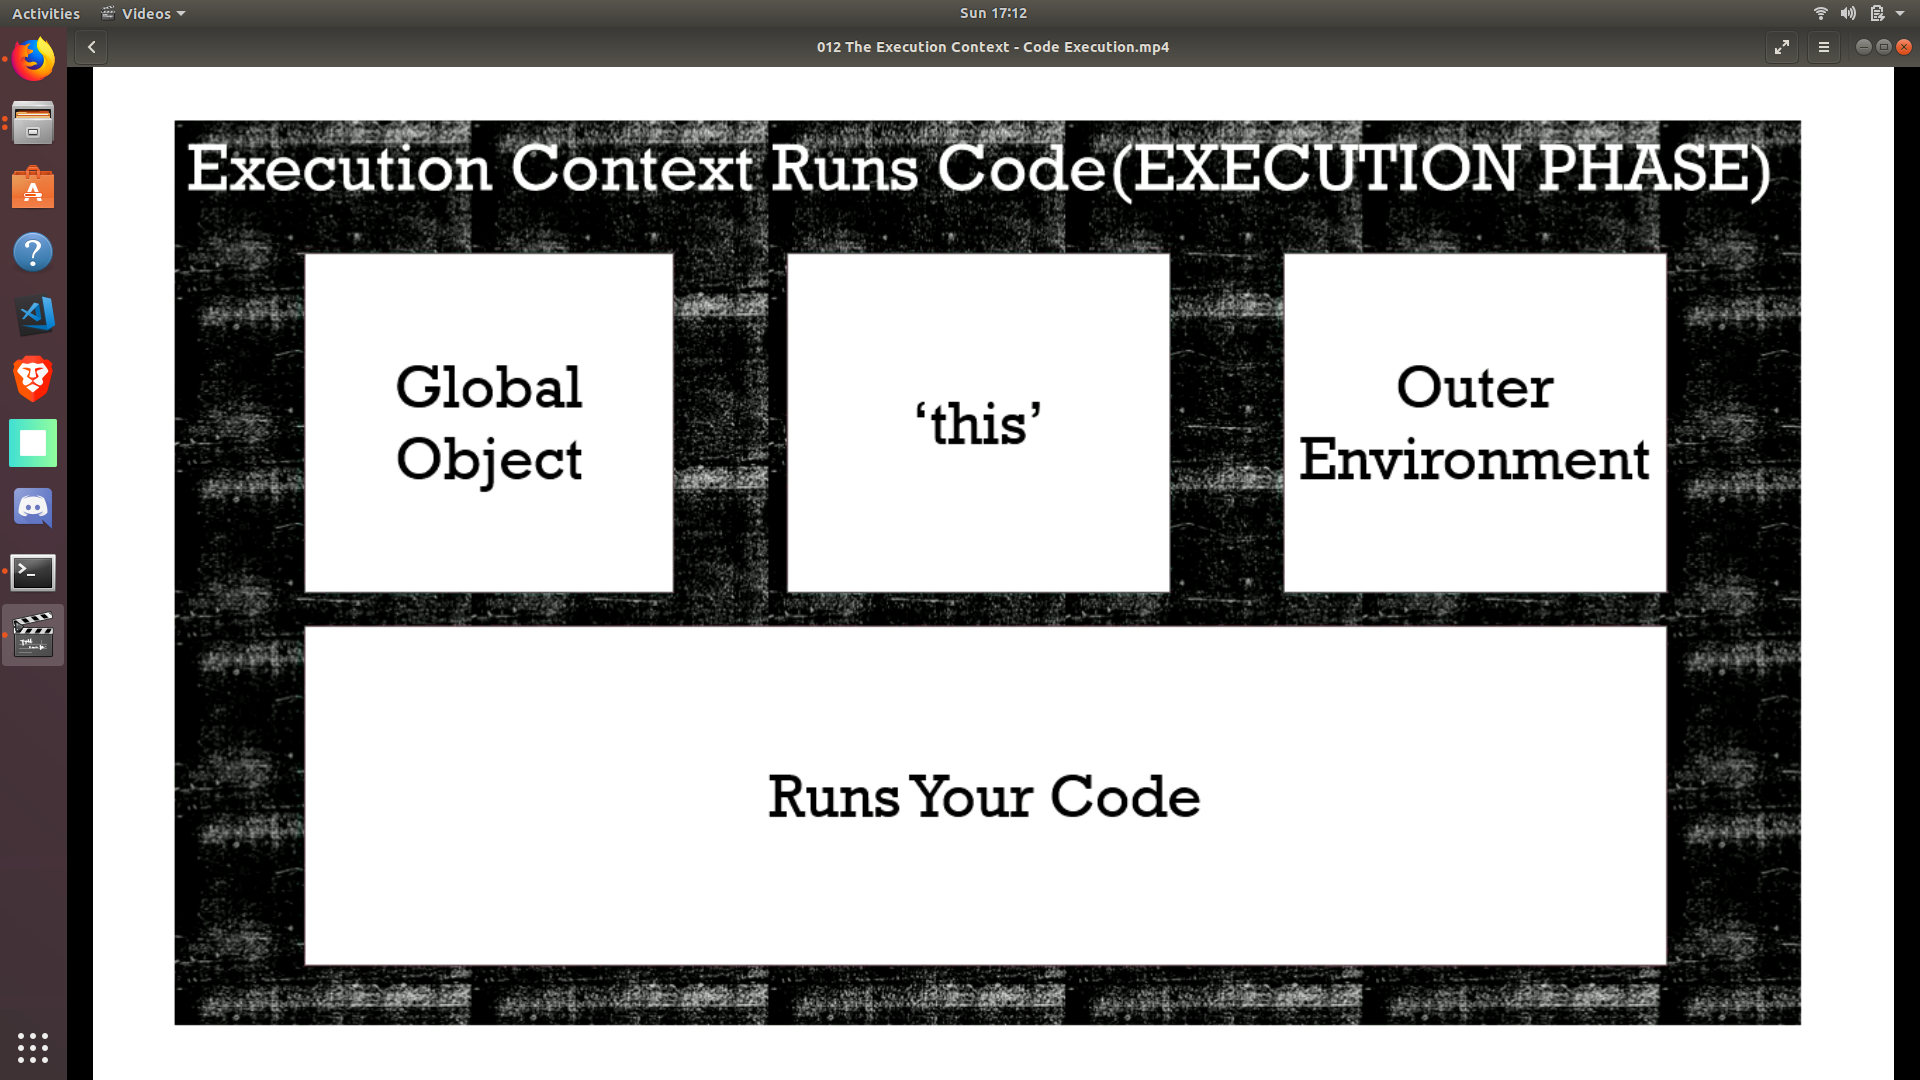 Activities Videos Sun 17:12
012 The Execution Context - Code Execution.mp4
Execution Context Runs Code(EXECUTION PHASE)
Global
Object
‘this’
Outer
Environment
Runs Your Code